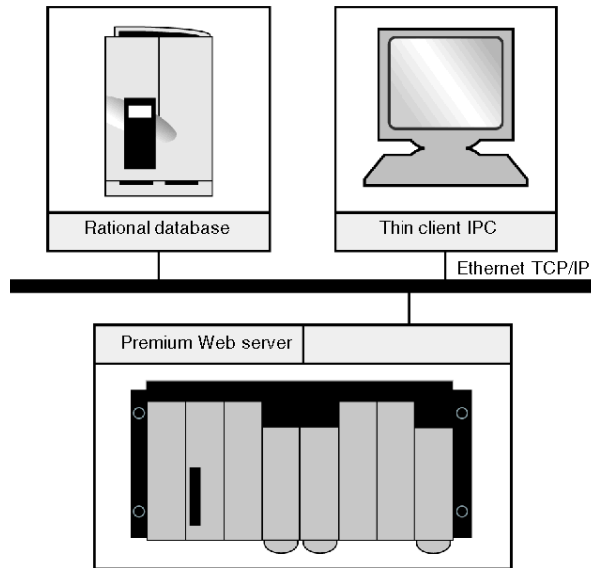 Rational database
Thin client IPC
Ethernet TCP/IP
Premium Web server